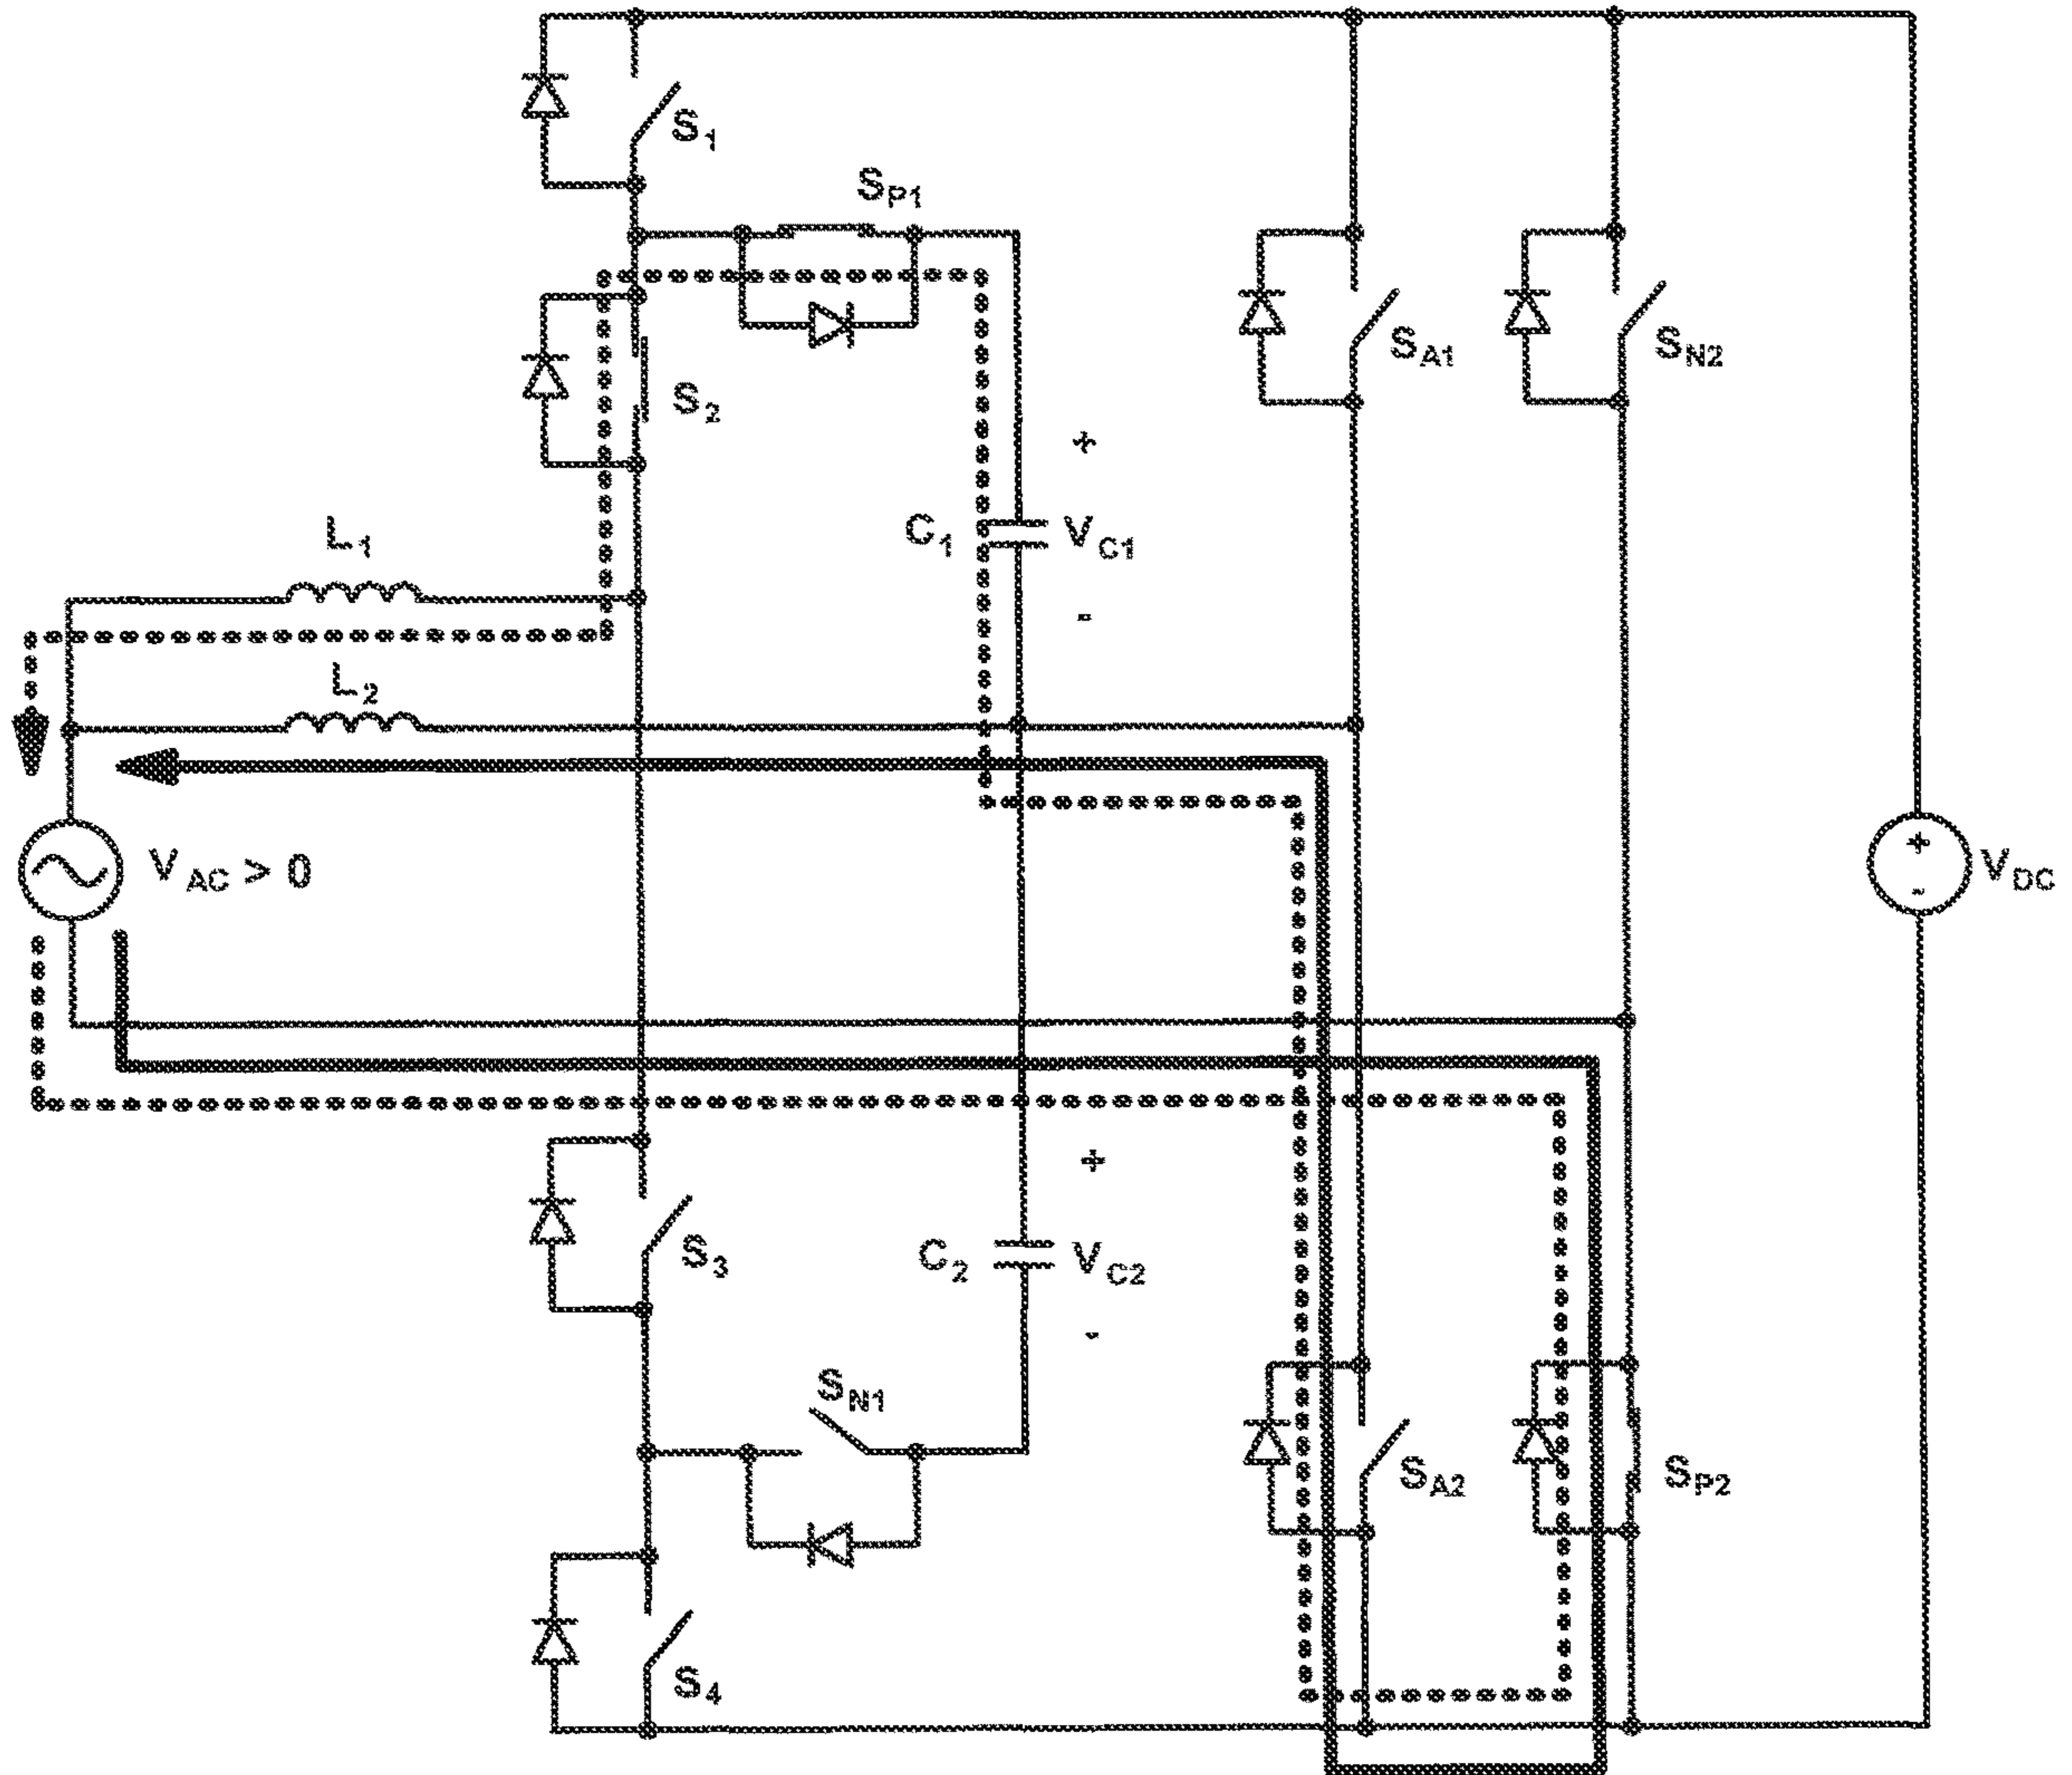 S1
SP1
SA1
SN2
S2
+
C1
VC1
-
L1
L2
VAC > 0
+
-
VDC
+
S3
C2
VC2
-
SN1
SA2
SP2
S4